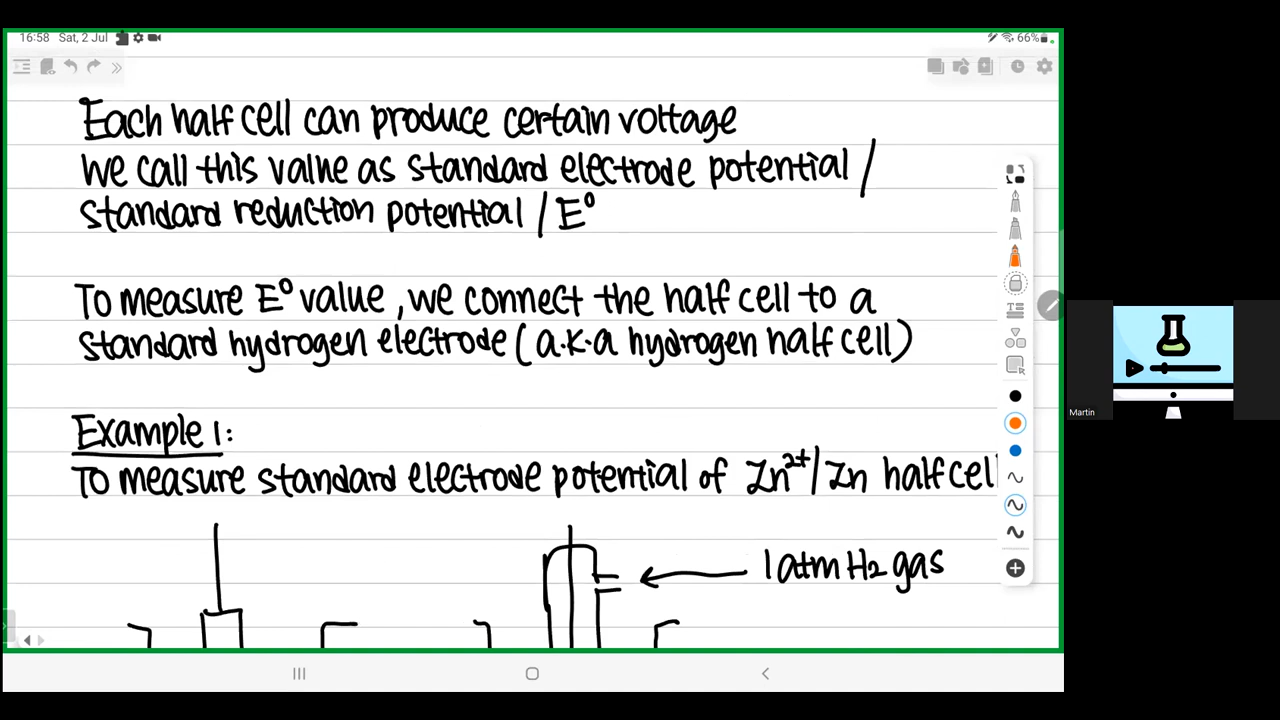 16:58 Sat, 2 Jul
66%
Each half cell can produce certain voltage
We call this value as standard electrode potential /
standard reduction potential / E°
To measure E° value, we connect the half cell to a
standard hydrogen electrode (a.k.a hydrogen half cell)
Example 1:
To measure standard electrode potential of Zn²⁺/Zn half cell
1 atm H₂ gas
Martin